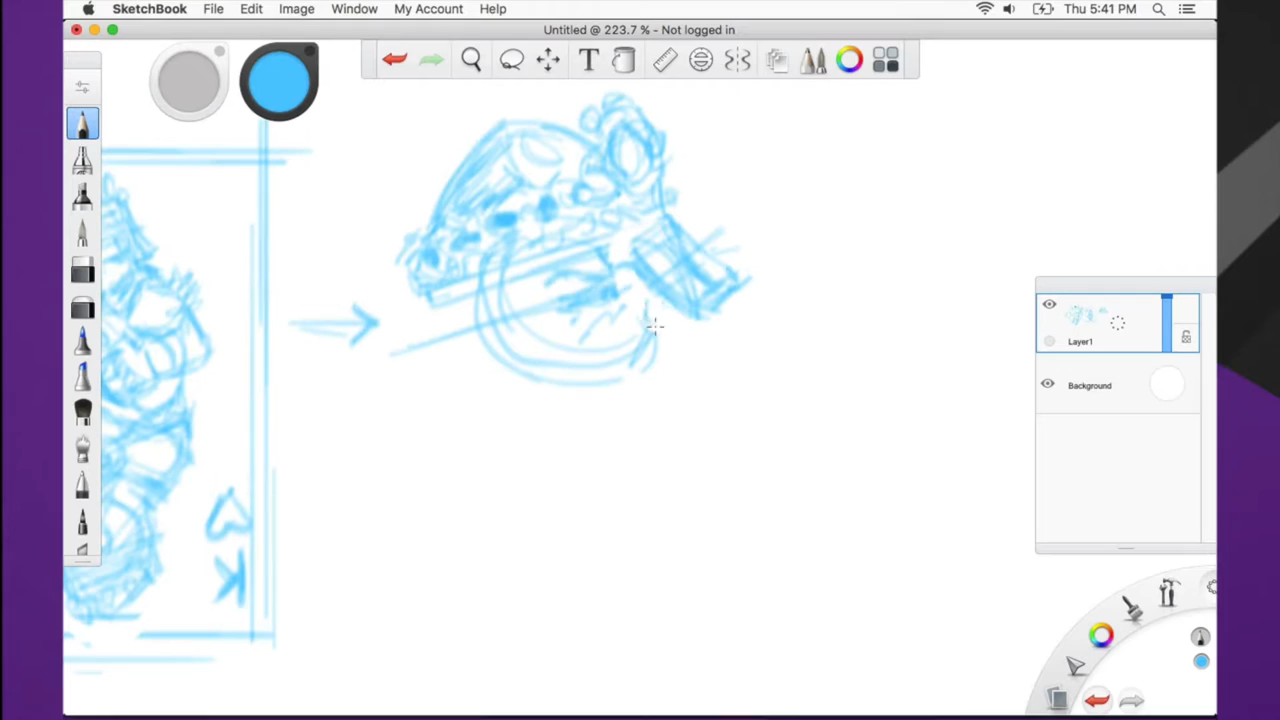 SketchBook File Edit Image Window My Account Help Thu 5:41 PM
Untitled @ 223.7 % - Not logged in
T
Layer1
Background
K